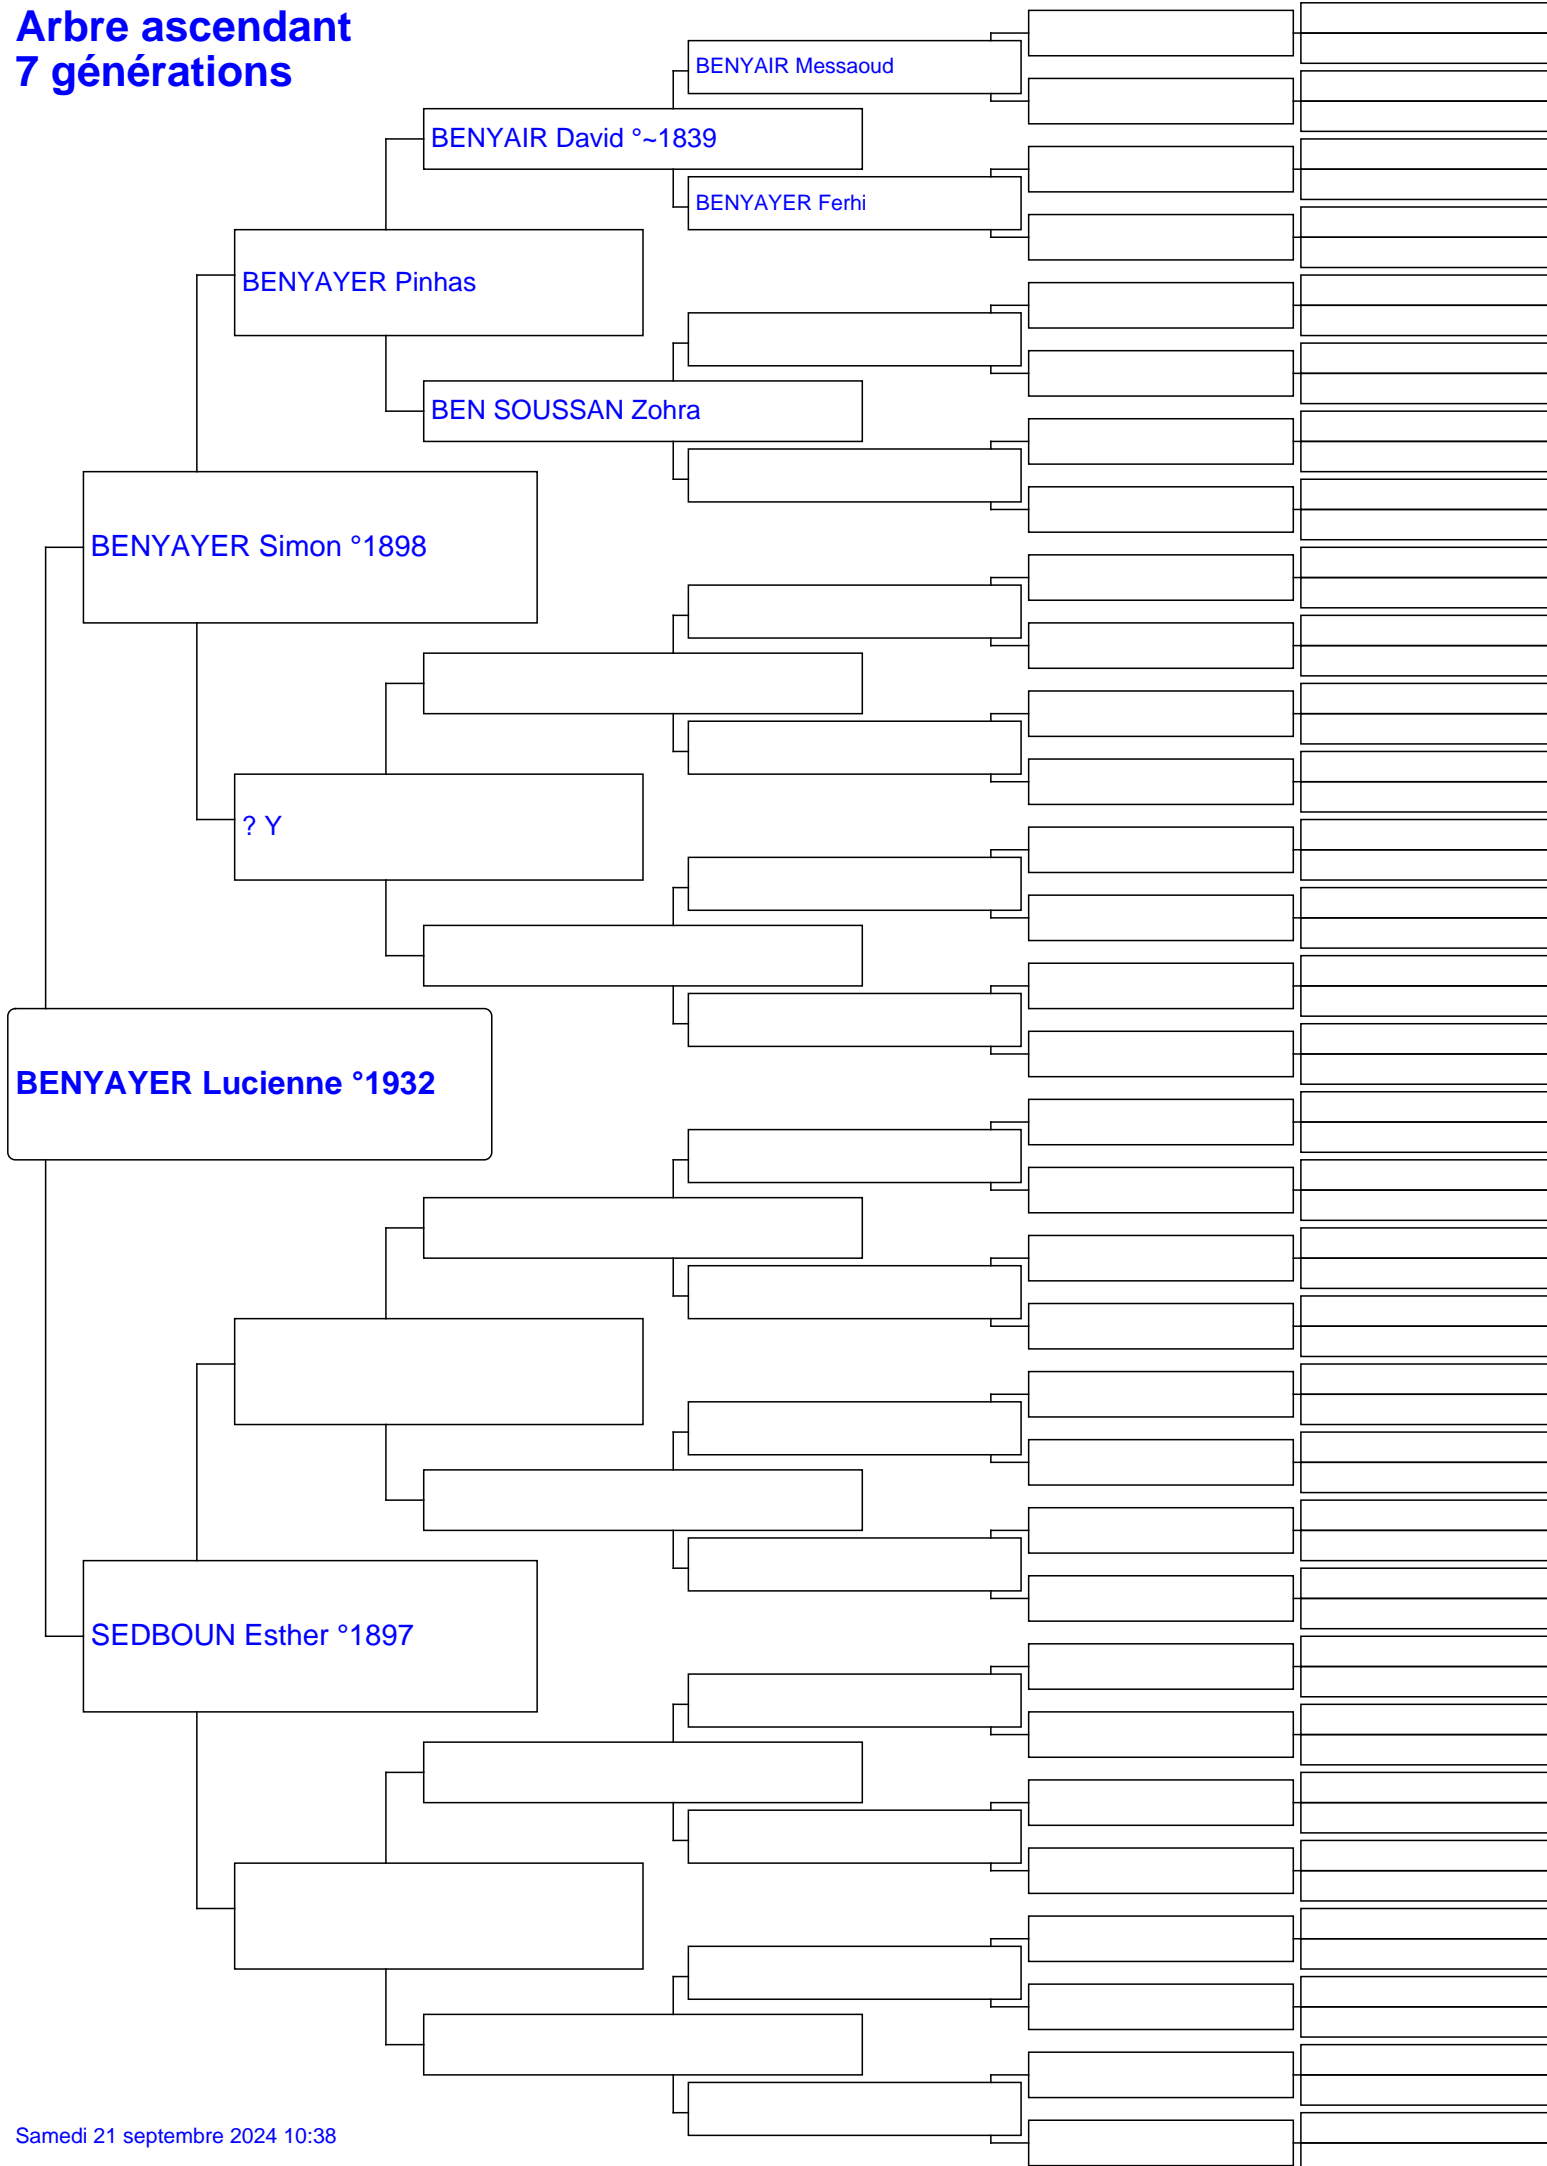 Arbre ascendant
7 générations
BENYAIR Messaoud
BENYAIR David °~1839
BENYAYER Ferhi
BENYAYER Pinhas
BEN SOUSSAN Zohra
BENYAYER Simon °1898
? Y
BENYAYER Lucienne °1932
SEDBOUN Esther °1897
Samedi 21 septembre 2024 10:38